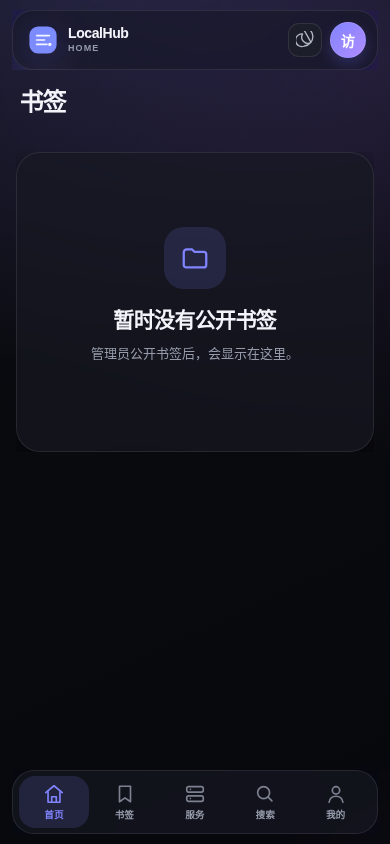 LocalHub
HOME
访
书签
暂时没有公开书签
管理员公开书签后，会显示在这里。
首页
书签
服务
搜索
我的